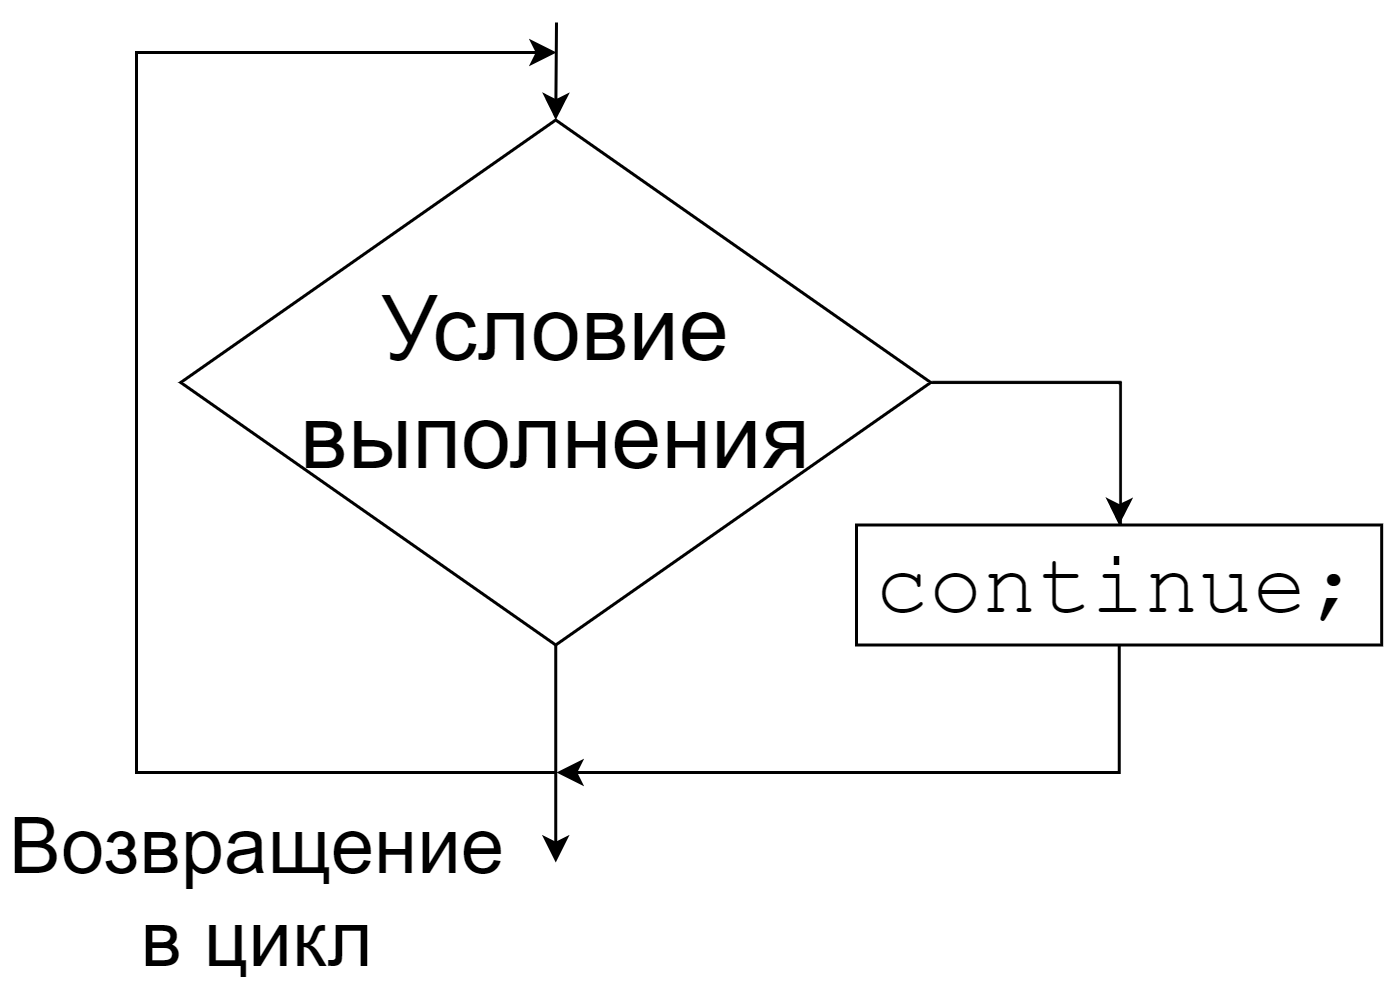 Условие
выполнения
continue;
Возвращение
в цикл